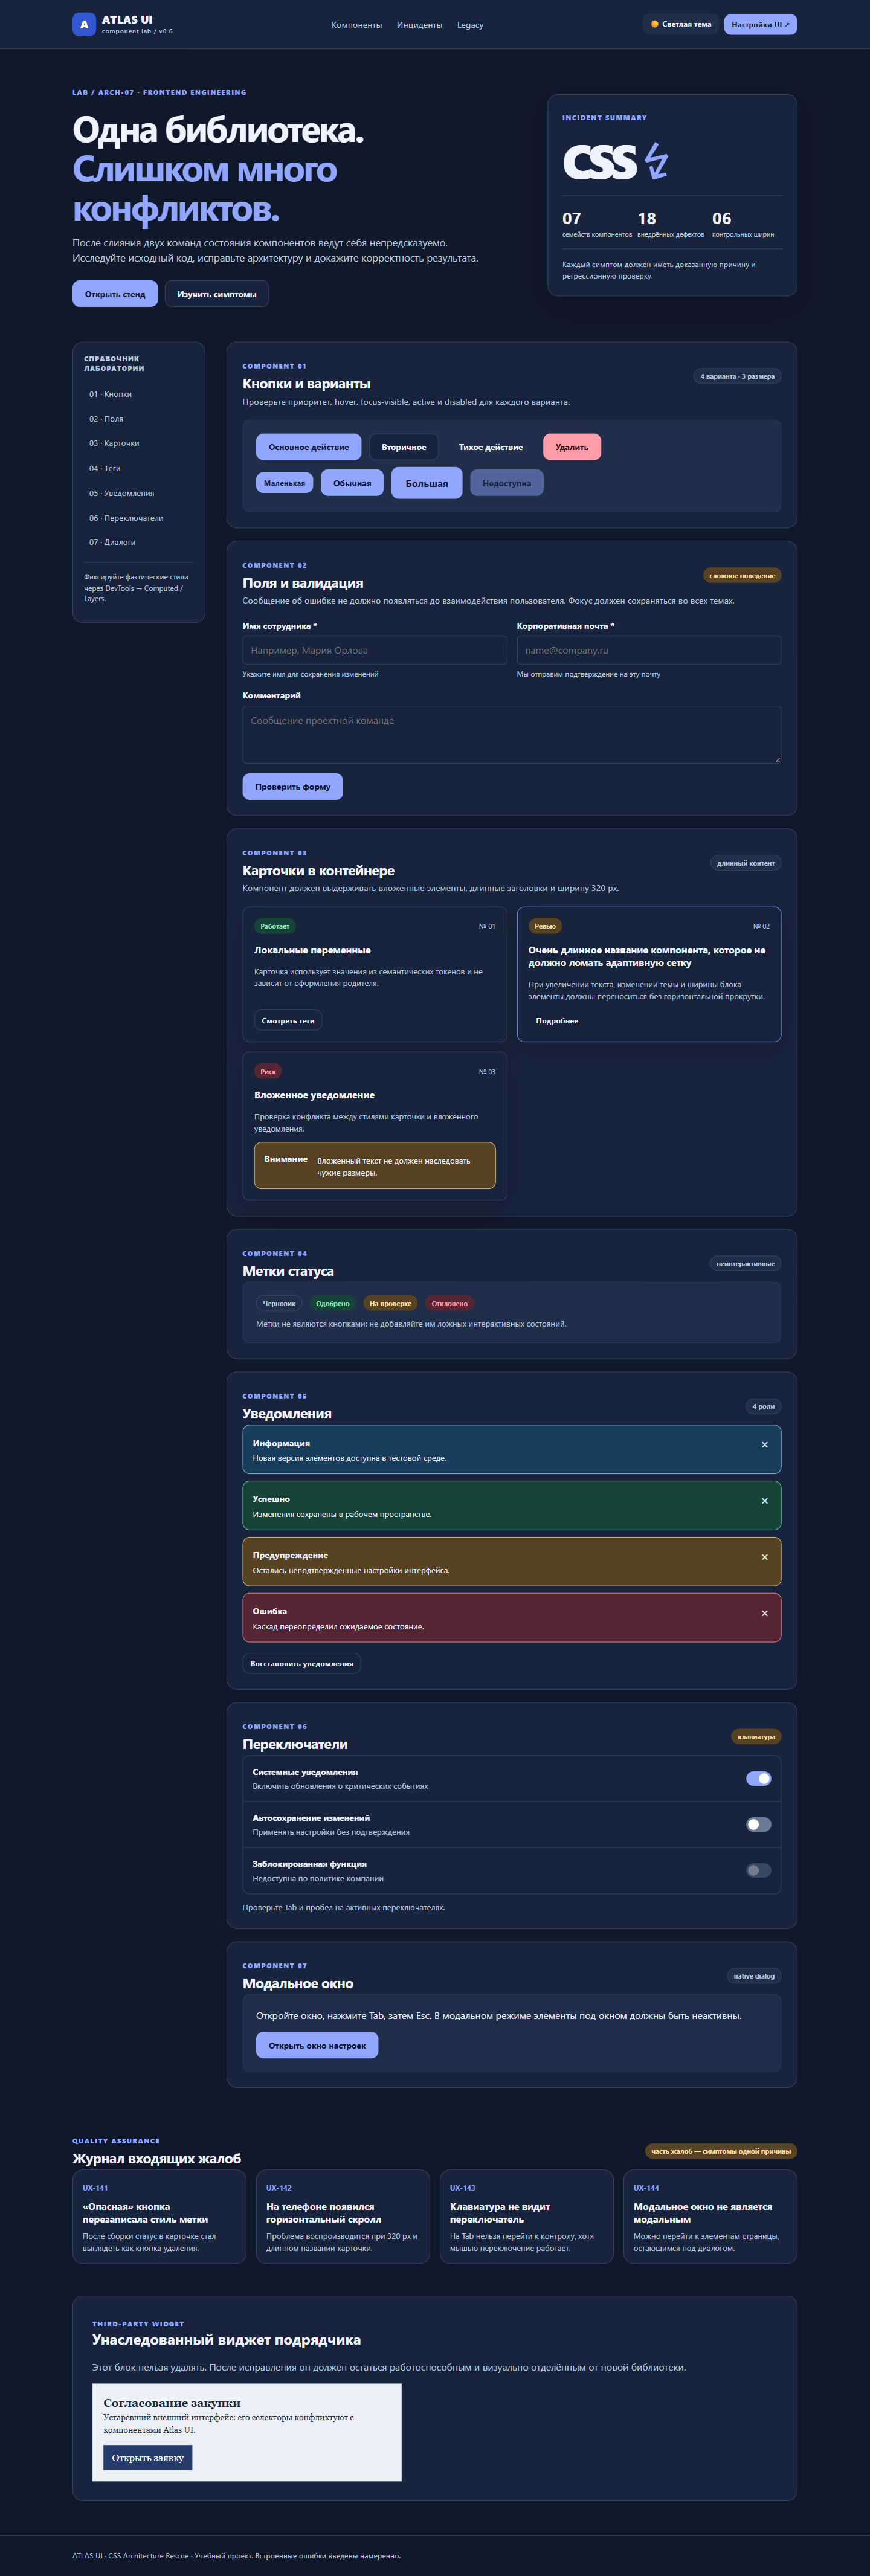 A
ATLAS UI
component lab / v0.6
Компоненты
Инциденты
Legacy
Светлая тема
Настройки UI ↗
LAB / ARCH-07 · FRONTEND ENGINEERING
Одна библиотека.
Слишком много
конфликтов.
После слияния двух команд состояния компонентов ведут себя непредсказуемо.
Исследуйте исходный код, исправьте архитектуру и докажите корректность результата.
Открыть стенд
Изучить симптомы
INCIDENT SUMMARY
CSS
07
18
06
семейств компонентов
внедрённых дефектов
контрольных ширин
Каждый симптом должен иметь доказанную причину и
регрессионную проверку.
СПРАВОЧНИК
ЛАБОРАТОРИИ
01 · Кнопки
02 · Поля
03 · Карточки
04 · Теги
05 · Уведомления
06 · Переключатели
07 · Диалоги
Фиксируйте фактические стили
через DevTools → Computed /
Layers.
COMPONENT 01
Кнопки и варианты
4 варианта · 3 размера
Проверьте приоритет, hover, focus-visible, active и disabled для каждого варианта.
Основное действие
Вторичное
Тихое действие
Удалить
Маленькая
Обычная
Большая
Недоступна
COMPONENT 02
Поля и валидация
сложное поведение
Сообщение об ошибке не должно появляться до взаимодействия пользователя. Фокус должен сохраняться во всех темах.
Имя сотрудника *
Корпоративная почта *
Например, Мария Орлова
name@company.ru
Укажите имя для сохранения изменений
Мы отправим подтверждение на эту почту
Комментарий
Сообщение проектной команде
Проверить форму
COMPONENT 03
Карточки в контейнере
длинный контент
Компонент должен выдерживать вложенные элементы, длинные заголовки и ширину 320 px.
Работает
№ 01
Локальные переменные
Карточка использует значения из семантических токенов и не
зависит от оформления родителя.
Смотреть теги
Ревью
№ 02
Очень длинное название компонента, которое не
должно ломать адаптивную сетку
При увеличении текста, изменении темы и ширины блока
элементы должны переноситься без горизонтальной прокрутки.
Подробнее
Риск
№ 03
Вложенное уведомление
Проверка конфликта между стилями карточки и вложенного
уведомления.
Внимание
Вложенный текст не должен наследовать
чужие размеры.
COMPONENT 04
Метки статуса
неинтерактивные
Черновик
Одобрено
На проверке
Отклонено
Метки не являются кнопками: не добавляйте им ложных интерактивных состояний.
COMPONENT 05
Уведомления
4 роли
Информация
Новая версия элементов доступна в тестовой среде.
×
Успешно
Изменения сохранены в рабочем пространстве.
×
Предупреждение
Остались неподтверждённые настройки интерфейса.
×
Ошибка
Каскад переопределил ожидаемое состояние.
×
Восстановить уведомления
COMPONENT 06
Переключатели
клавиатура
Системные уведомления
Включить обновления о критических событиях
Автосохранение изменений
Применять настройки без подтверждения
Заблокированная функция
Недоступна по политике компании
Проверьте Tab и пробел на активных переключателях.
COMPONENT 07
Модальное окно
native dialog
Откройте окно, нажмите Tab, затем Esc. В модальном режиме элементы под окном должны быть неактивны.
Открыть окно настроек
QUALITY ASSURANCE
Журнал входящих жалоб
часть жалоб — симптомы одной причины
UX-141
«Опасная» кнопка
перезаписала стиль метки
После сборки статус в карточке стал
выглядеть как кнопка удаления.
UX-142
На телефоне появился
горизонтальный скролл
Проблема воспроизводится при 320 px и
длинном названии карточки.
UX-143
Клавиатура не видит
переключатель
На Tab нельзя перейти к контролу, хотя
мышью переключение работает.
UX-144
Модальное окно не является
модальным
Можно перейти к элементам страницы,
остающимся под диалогом.
THIRD-PARTY WIDGET
Унаследованный виджет подрядчика
Этот блок нельзя удалять. После исправления он должен остаться работоспособным и визуально отделённым от новой библиотеки.
Согласование закупки
Устаревший внешний интерфейс: его селекторы конфликтуют с
компонентами Atlas UI.
Открыть заявку
ATLAS UI · CSS Architecture Rescue · Учебный проект. Встроенные ошибки введены намеренно.